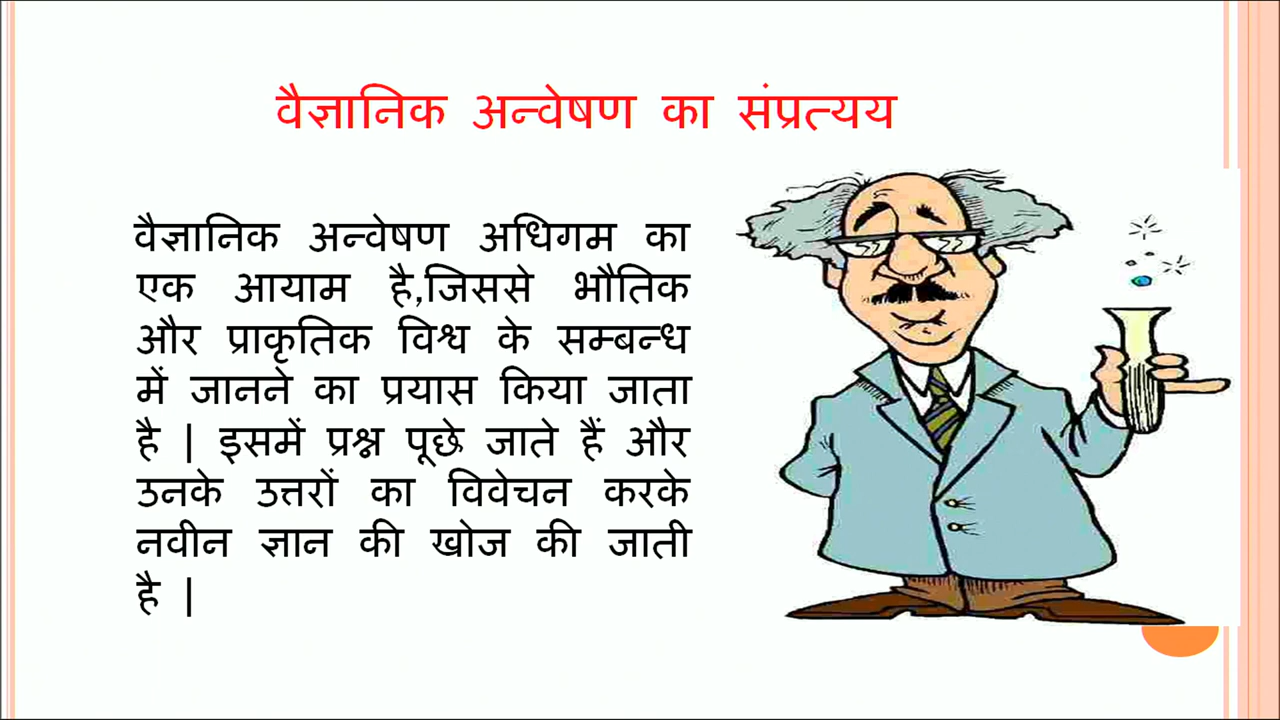 वैज्ञानिक अन्वेषण का संप्रत्यय
वैज्ञानिक अन्वेषण अधिगम का
एक आयाम है,जिससे भौतिक
और प्राकृतिक विश्व के सम्बन्ध
में जानने का प्रयास किया जाता
है | इसमें प्रश्न पूछे जाते हैं और
उनके उत्तरों का विवेचन करके
नवीन ज्ञान की खोज की जाती
है |